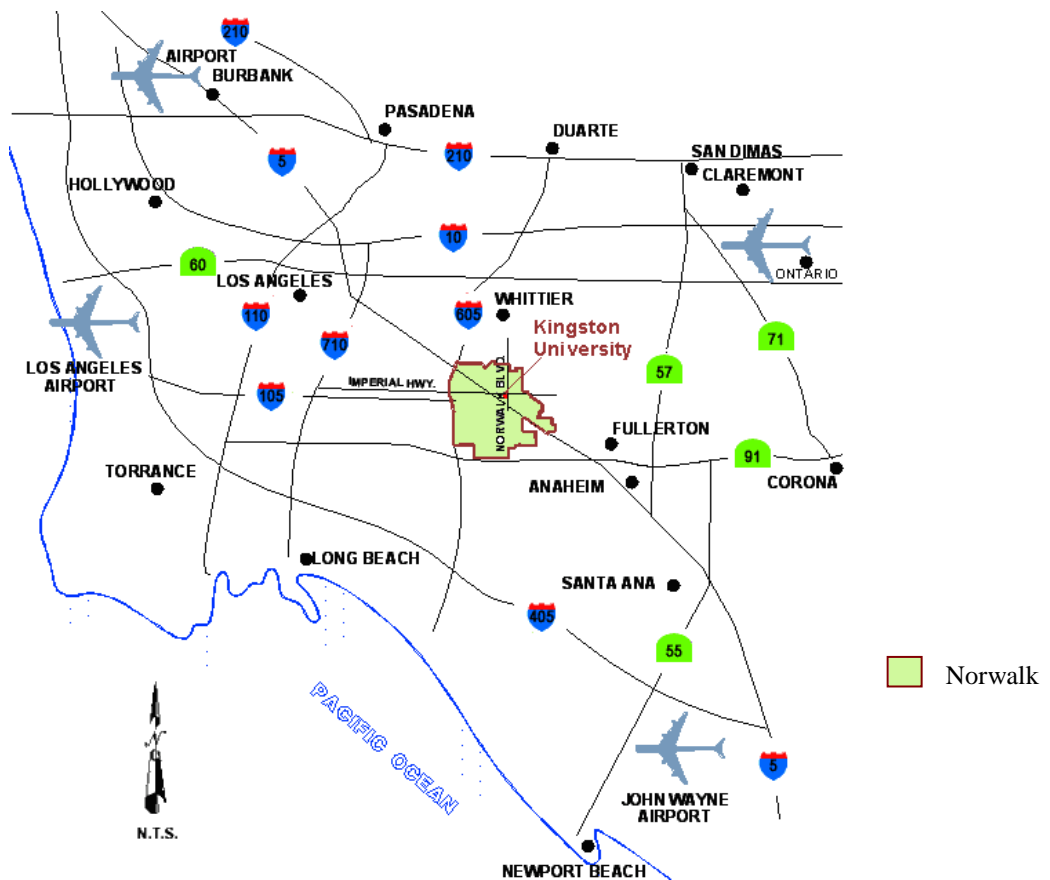 210
AIRPORT
BURBANK
PASADENA
DUARTE
5
210
SAN DIMAS
CLAREMONT
HOLLYWOOD
10
60
LOS ANGELES
ONTARIO
110
605
WHITTIER
710
Kingston
University
71
LOS ANGELES
AIRPORT
57
IMPERIAL HWY.
105
NORWALK BLVD.
FULLERTON
91
TORRANCE
ANAHEIM
CORONA
LONG BEACH
SANTA ANA
405
55
Norwalk
PACIFIC OCEAN
N
5
JOHN WAYNE
AIRPORT
N.T.S.
NEWPORT BEACH